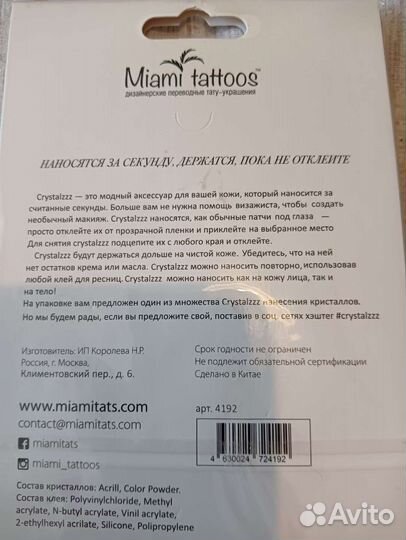 Miami tattoos™
дизайнерские переводные тату-украшения
НАНОСЯТСЯ ЗА СЕКУНДУ, ДЕРЖАТСЯ, ПОКА НЕ ОТКЛЕИТЕ
Crystalzzz — это модный аксессуар для вашей кожи, который наносится за
считанные секунды. Больше вам не нужна помощь визажиста, чтобы создать
необычный макияж. Crystalzzz наносятся, как обычные патчи под глаза —
просто отклейте их от прозрачной пленки и приклейте на выбранное место
Для снятия crystalzzz подцепите их с любого края и отклейте.
Crystalzzz будут держаться дольше на чистой коже. Убедитесь, что на
ней нет остатков крема или масла. Crystalzzz можно наносить повторно, использовав
любой клей для ресниц. Crystalzzz можно наносить как на кожу лица, так и
на тело!
На упаковке вам предложен один из множества Crystalzzz нанесения кристаллов.
Но мы будем рады, если вы предложите свой, поставив в соц. сетях хэштег #crystalzzz
Изготовитель: ИП Королева Н.Р.
Россия, г. Москва,
Климентовский пер., д. 6.
Срок годности не ограничен
Не подлежит обязательной сертификации
Сделано в Китае
www.miamitats.com
contact@miamitats.com
miamitats
miami_tattoos
арт. 4192
4 630024 724192
Состав кристаллов: Acrill, Color Powder.
Состав клея: Polyvinylchloride, Methyl
acrylate, N-butyl acrylate, Vinil acrylate,
2-ethylhexyl acrilate, Silicone, Polipropylene
Avito